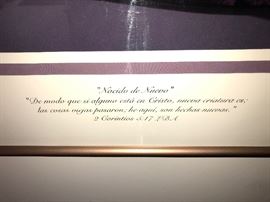 "Nacido de Nuevo"
"De modo que si alguno está en Cristo, nueva criatura es;
las cosas viejas pasaron; he aquí, son hechas nuevas."
2 Corintios 5:17 LBA